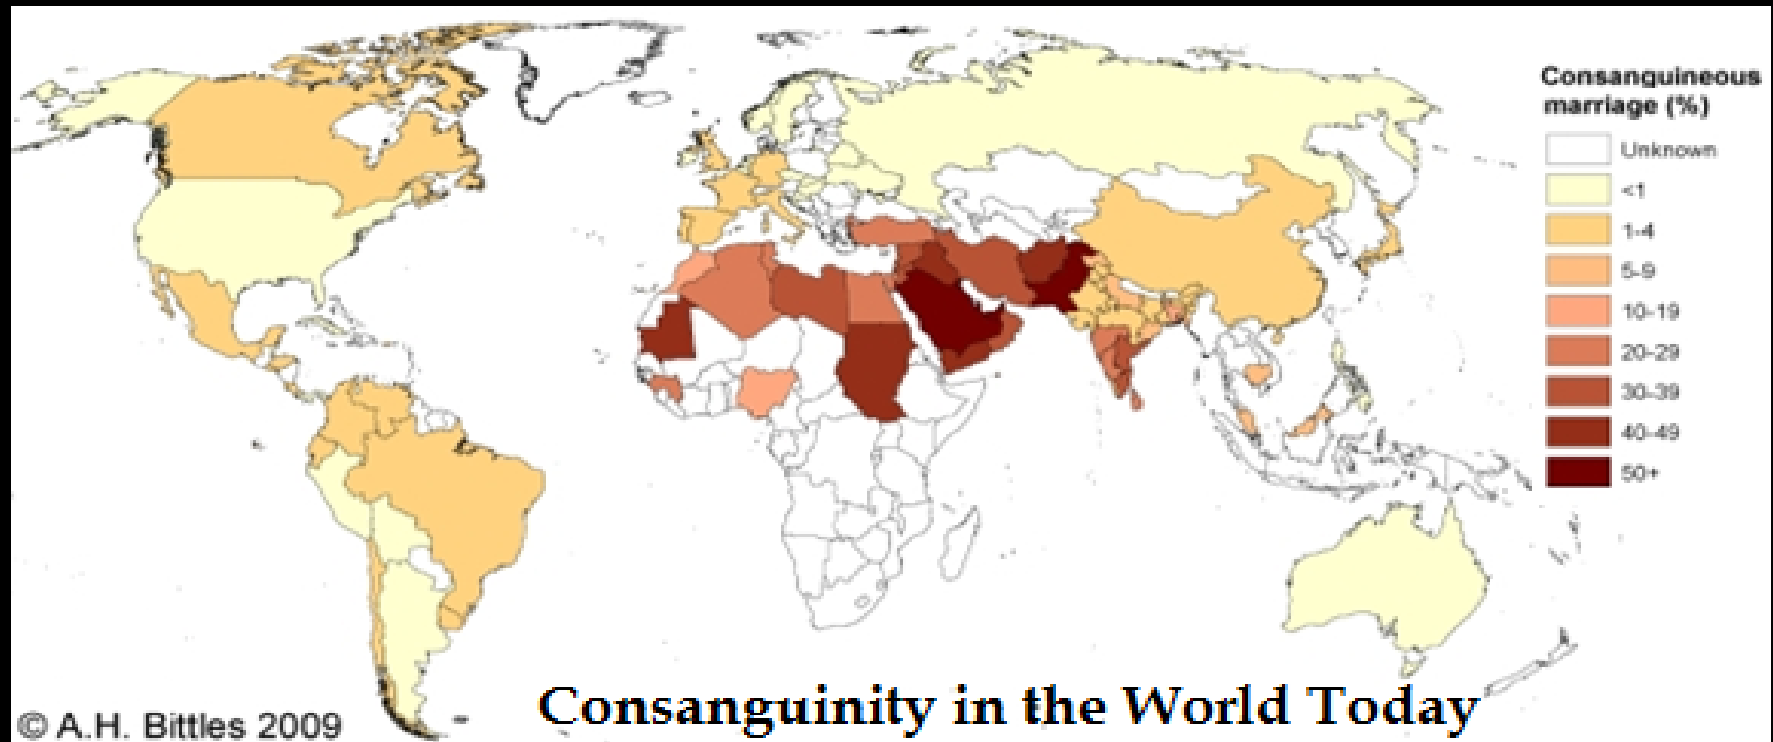 Consanguineous
marriage (%)
Unknown
<1
1-4
5-9
10-19
20-29
30-39
40-49
50+
Consanguinity in the World Today
© A.H. Bittles 2009